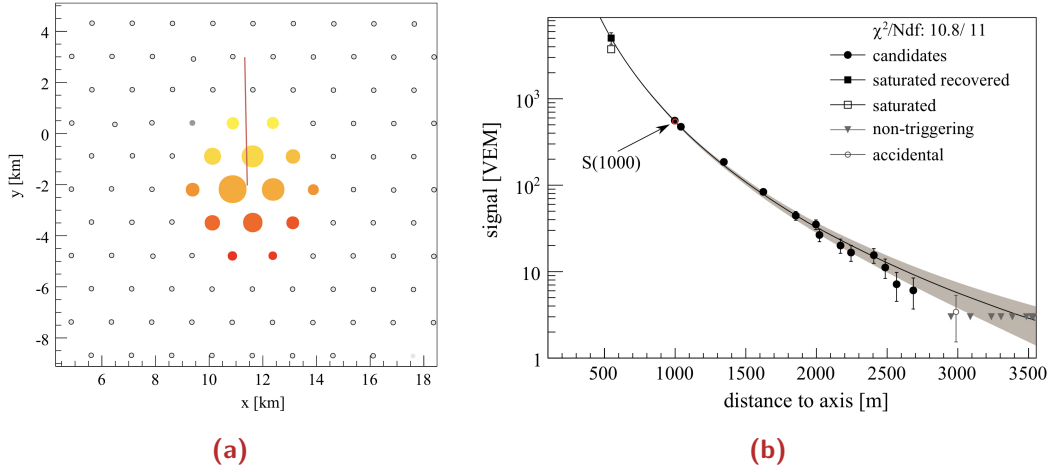 4
2
0
-2
-4
-6
-8
y [km]
6
8
10
12
14
16
18
x [km]
(a)
χ²/Ndf: 10.8/ 11
candidates
saturated recovered
saturated
non-triggering
accidental
S(1000)
10³
10²
10
1
signal [VEM]
500
1000
1500
2000
2500
3000
3500
distance to axis [m]
(b)